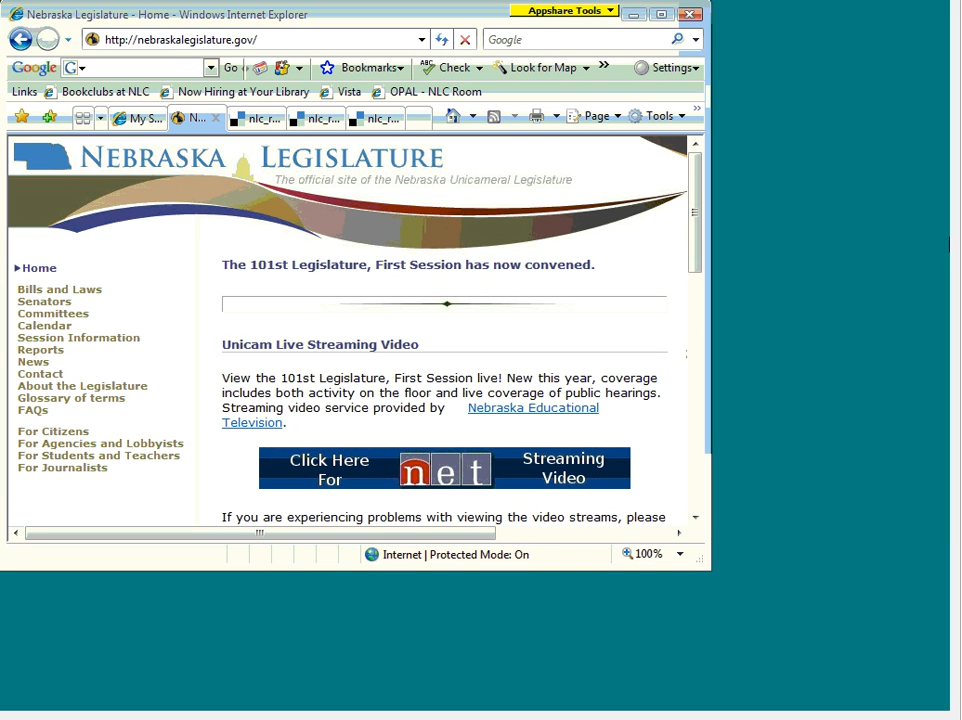 Nebraska Legislature - Home - Windows Internet Explorer
Appshare Tools
http://nebraskalegislature.gov/
Google
Google G Go Bookmarks Check Look for Map » Settings
Links Bookclubs at NLC Now Hiring at Your Library Vista OPAL - NLC Room
My S... N... nlc_r... nlc_r... nlc_r... Page Tools »
NEBRASKA LEGISLATURE
The official site of the Nebraska Unicameral Legislature
Home
Bills and Laws
Senators
Committees
Calendar
Session Information
Reports
News
Contact
About the Legislature
Glossary of terms
FAQs
For Citizens
For Agencies and Lobbyists
For Students and Teachers
For Journalists
The 101st Legislature, First Session has now convened.
Unicam Live Streaming Video
View the 101st Legislature, First Session live! New this year, coverage
includes both activity on the floor and live coverage of public hearings.
Streaming video service provided by Nebraska Educational
Television.
Click Here net Streaming
For Video
If you are experiencing problems with viewing the video streams, please
Internet | Protected Mode: On
100%